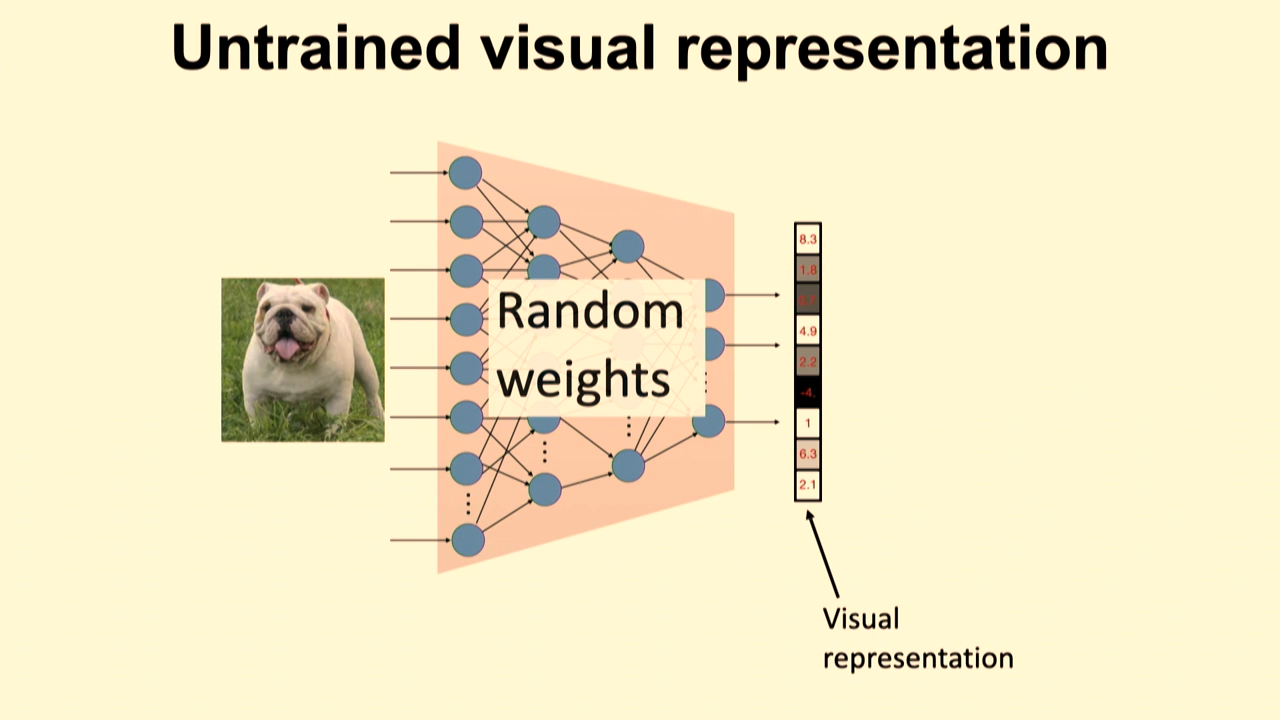 Untrained visual representation
Random
weights
8.3
1.8
4.9
2.2
-4.
1
6.3
2.1
Visual
representation